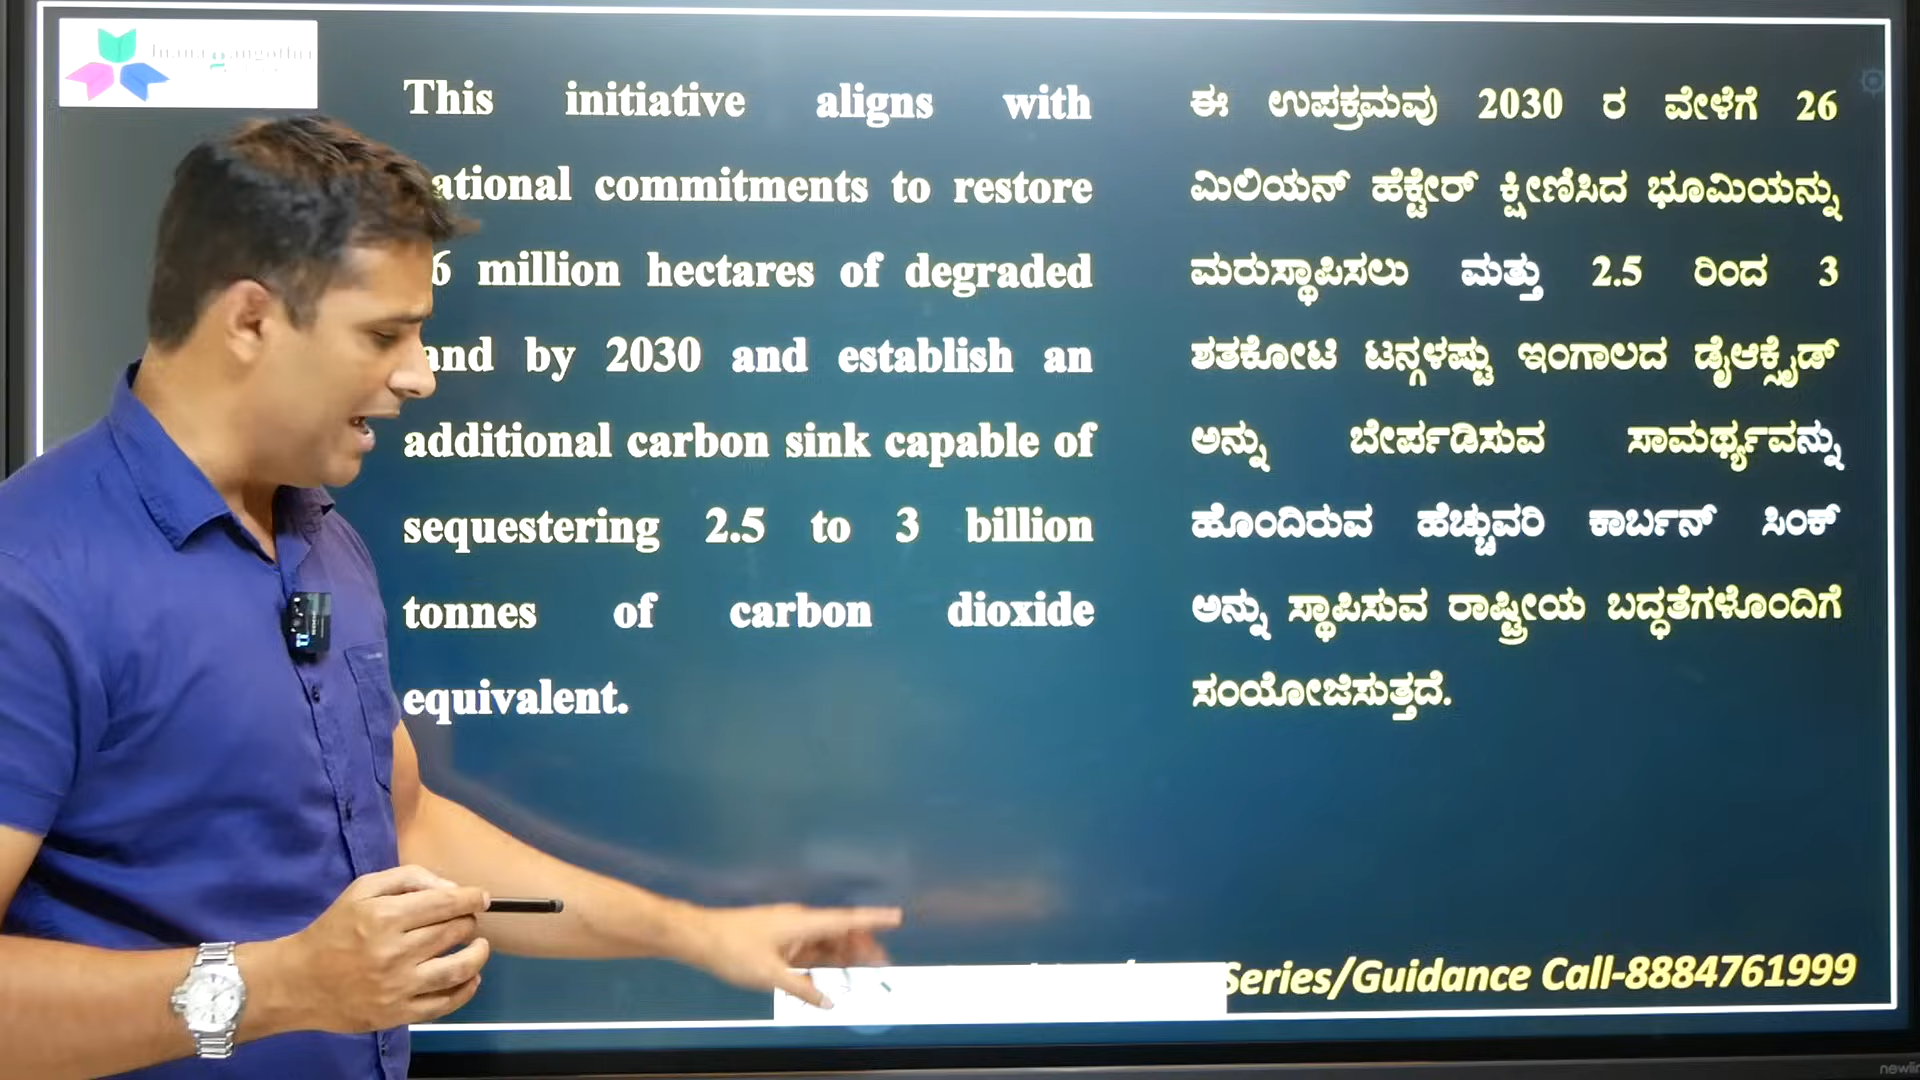 This initiative aligns with
ational commitments to restore
6 million hectares of degraded
and by 2030 and establish an
additional carbon sink capable of
sequestering 2.5 to 3 billion
tonnes of carbon dioxide
equivalent.
ಈ ಉಪಕ್ರಮವು 2030 ರ ವೇಳೆಗೆ 26
ಮಿಲಿಯನ್ ಹೆಕ್ಟೇರ್ ಕ್ಷೀಣಿಸಿದ ಭೂಮಿಯನ್ನು
ಮರುಸ್ಥಾಪಿಸಲು ಮತ್ತು 2.5 ರಿಂದ 3
ಶತಕೋಟಿ ಟನ್ಗಳಷ್ಟು ಇಂಗಾಲದ ಡೈಆಕ್ಸೈಡ್
ಅನ್ನು ಬೇರ್ಪಡಿಸುವ ಸಾಮರ್ಥ್ಯವನ್ನು
ಹೊಂದಿರುವ ಹೆಚ್ಚುವರಿ ಕಾರ್ಬನ್ ಸಿಂಕ್
ಅನ್ನು ಸ್ಥಾಪಿಸುವ ರಾಷ್ಟ್ರೀಯ ಬದ್ಧತೆಗಳೊಂದಿಗೆ
ಸಂಯೋಜಿಸುತ್ತದೆ.
Series/Guidance Call-8884761999